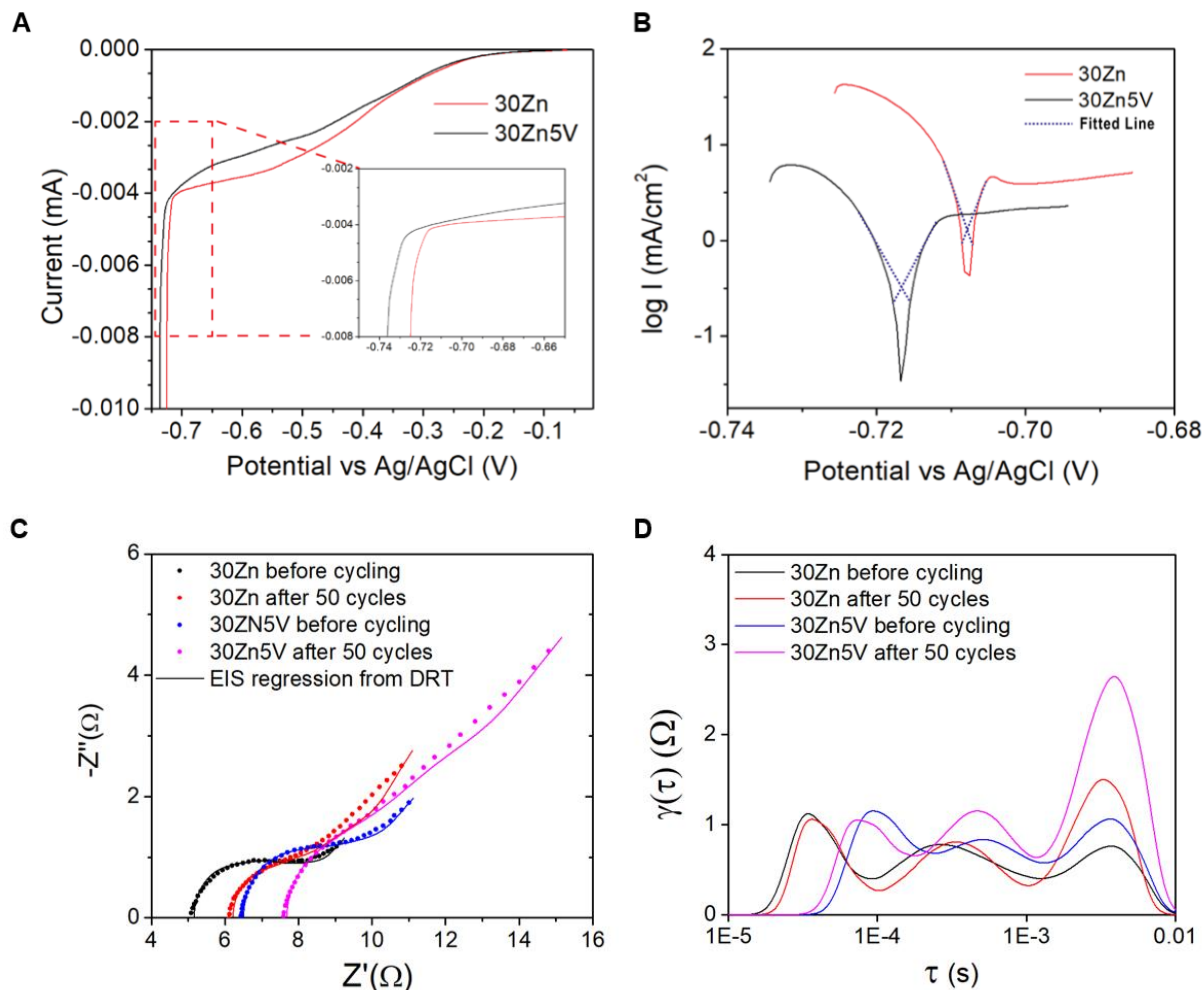 A
0.000
-0.002
-0.004
-0.006
-0.008
-0.010
Current (mA)
30Zn
30Zn5V
-0.002
-0.004
-0.006
-0.008
-0.74 -0.72 -0.70 -0.68 -0.66
-0.7 -0.6 -0.5 -0.4 -0.3 -0.2 -0.1
Potential vs Ag/AgCl (V)
B
2
1
0
-1
log I (mA/cm²)
30Zn
30Zn5V
Fitted Line
-0.74 -0.72 -0.70 -0.68
Potential vs Ag/AgCl (V)
C
6
4
2
0
-Z''(Ω)
30Zn before cycling
30Zn after 50 cycles
30ZN5V before cycling
30Zn5V after 50 cycles
EIS regression from DRT
4 6 8 10 12 14 16
Z'(Ω)
D
4
3
2
1
0
γ(τ) (Ω)
30Zn before cycling
30Zn after 50 cycles
30Zn5V before cycling
30Zn5V after 50 cycles
1E-5 1E-4 1E-3 0.01
τ (s)